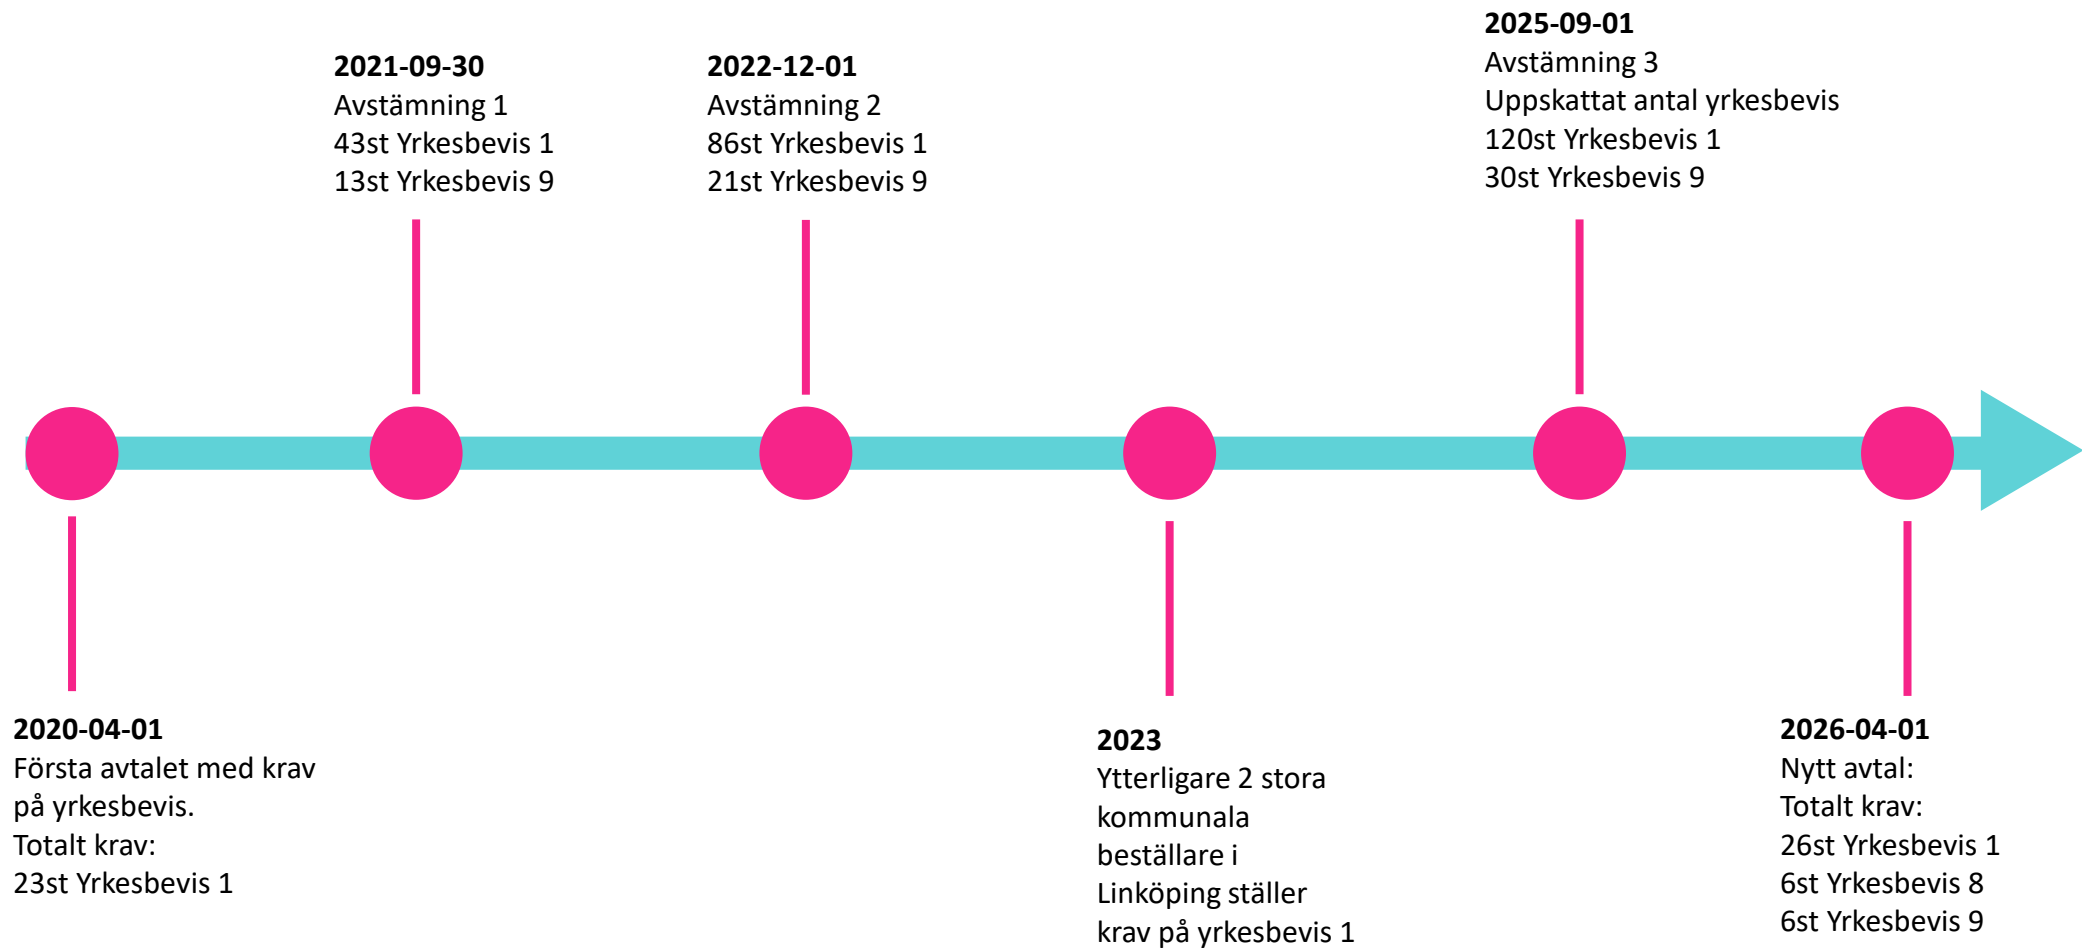 2020-04-01
Första avtalet med krav
på yrkesbevis.
Totalt krav:
23st Yrkesbevis 1
2021-09-30
Avstämning 1
43st Yrkesbevis 1
13st Yrkesbevis 9
2022-12-01
Avstämning 2
86st Yrkesbevis 1
21st Yrkesbevis 9
2023
Ytterligare 2 stora
kommunala
beställare i
Linköping ställer
krav på yrkesbevis 1
2025-09-01
Avstämning 3
Uppskattat antal yrkesbevis
120st Yrkesbevis 1
30st Yrkesbevis 9
2026-04-01
Nytt avtal:
Totalt krav:
26st Yrkesbevis 1
6st Yrkesbevis 8
6st Yrkesbevis 9